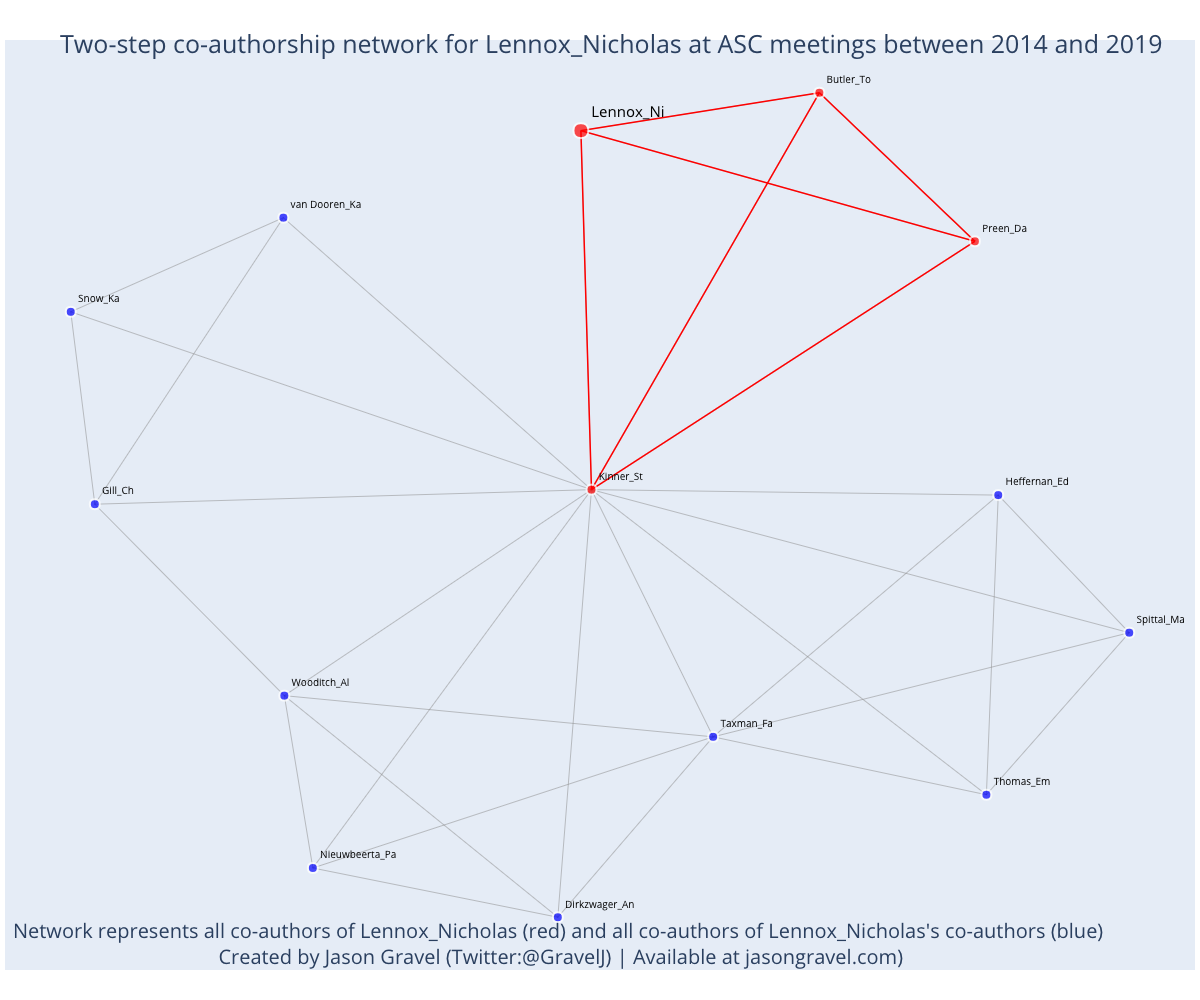 Two-step co-authorship network for Lennox_Nicholas at ASC meetings between 2014 and 2019
Butler_To
Lennox_Ni
van Dooren_Ka
Preen_Da
Snow_Ka
Kinner_St
Heffernan_Ed
Gill_Ch
Spittal_Ma
Wooditch_Al
Taxman_Fa
Thomas_Em
Nieuwbeerta_Pa
Dirkzwager_An
Network represents all co-authors of Lennox_Nicholas (red) and all co-authors of Lennox_Nicholas's co-authors (blue)
Created by Jason Gravel (Twitter:@GravelJ) | Available at jasongravel.com)